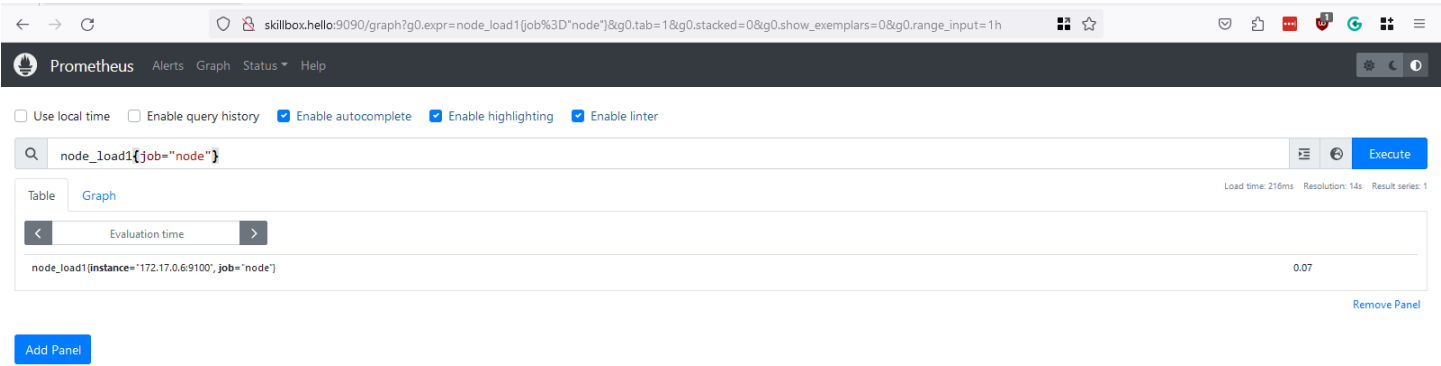 skillbox.hello:9090/graph?g0.expr=node_load1{job%3D"node"}&g0.tab=1&g0.stacked=0&g0.show_exemplars=0&g0.range_input=1h
1
Prometheus Alerts Graph Status Help
Use local time Enable query history Enable autocomplete Enable highlighting Enable linter
node_load1{job="node"}
Execute
Table Graph
Load time: 216ms Resolution: 14s Result series: 1
Evaluation time
node_load1{instance="172.17.0.6:9100", job="node"} 0.07
Remove Panel
Add Panel